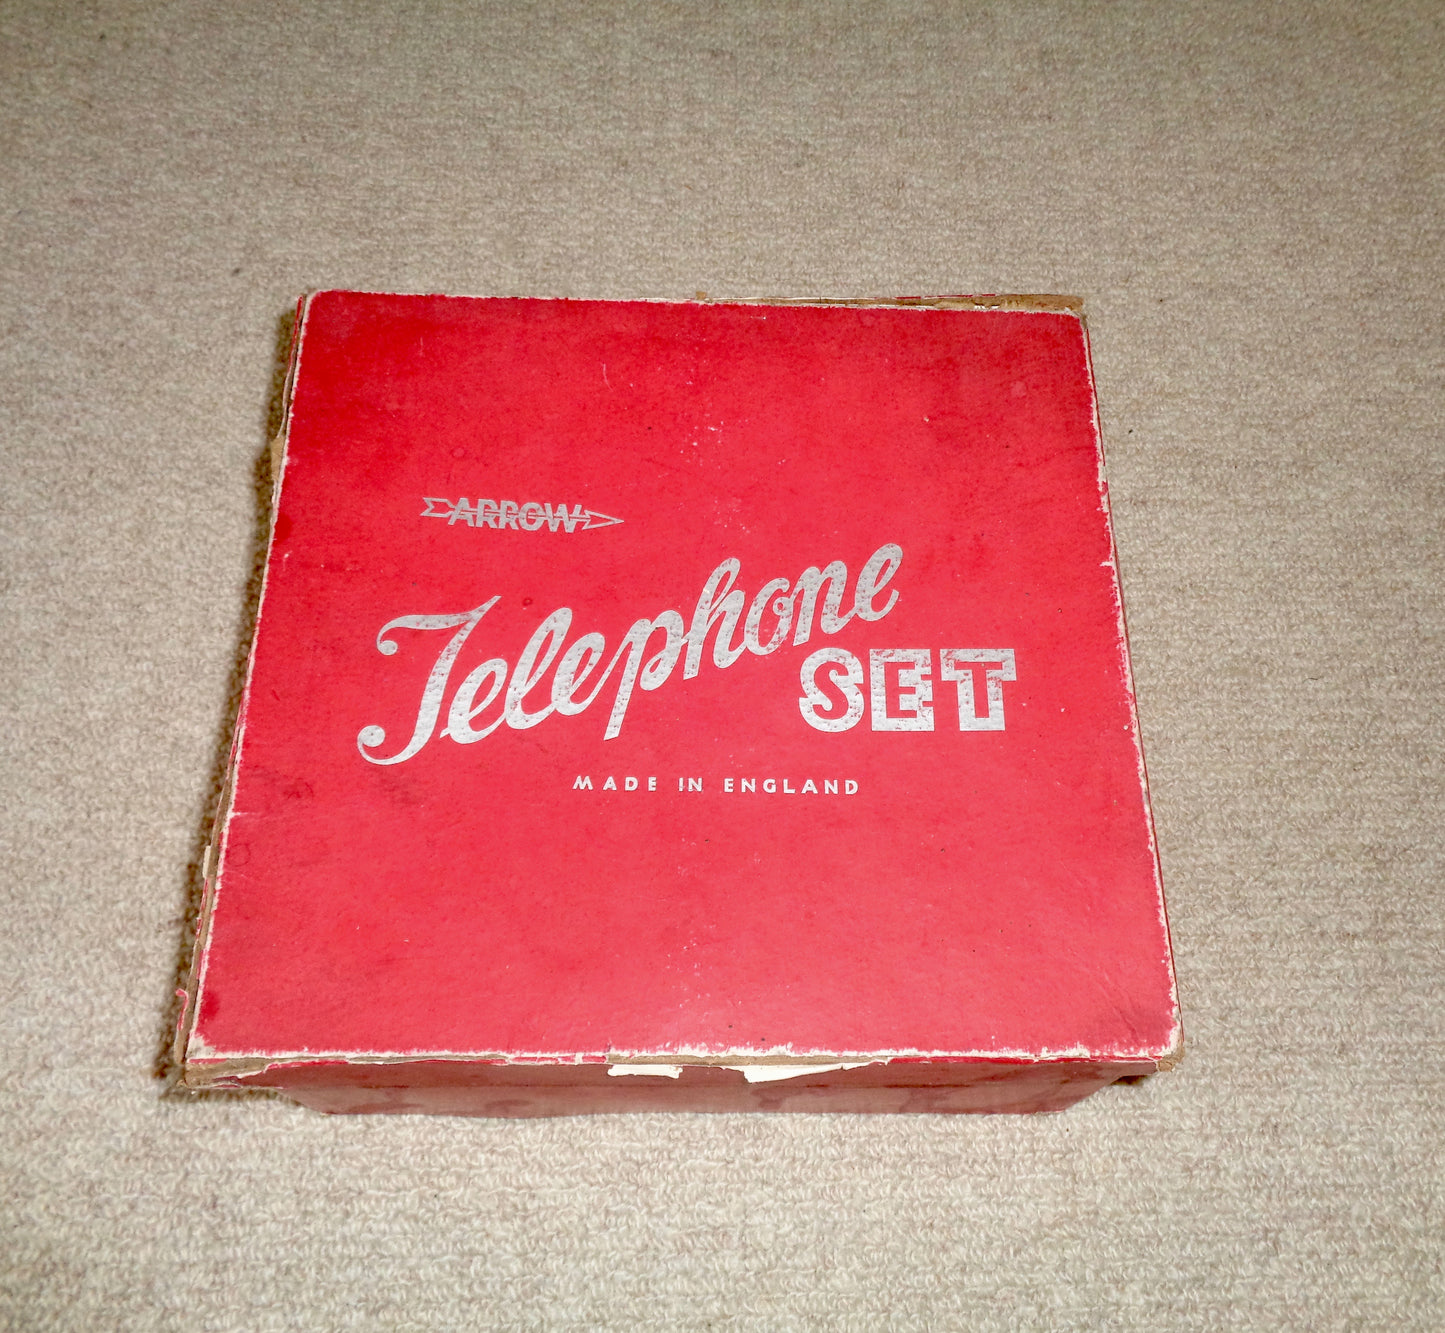 ARROW
Telephone
SET
MADE IN ENGLAND